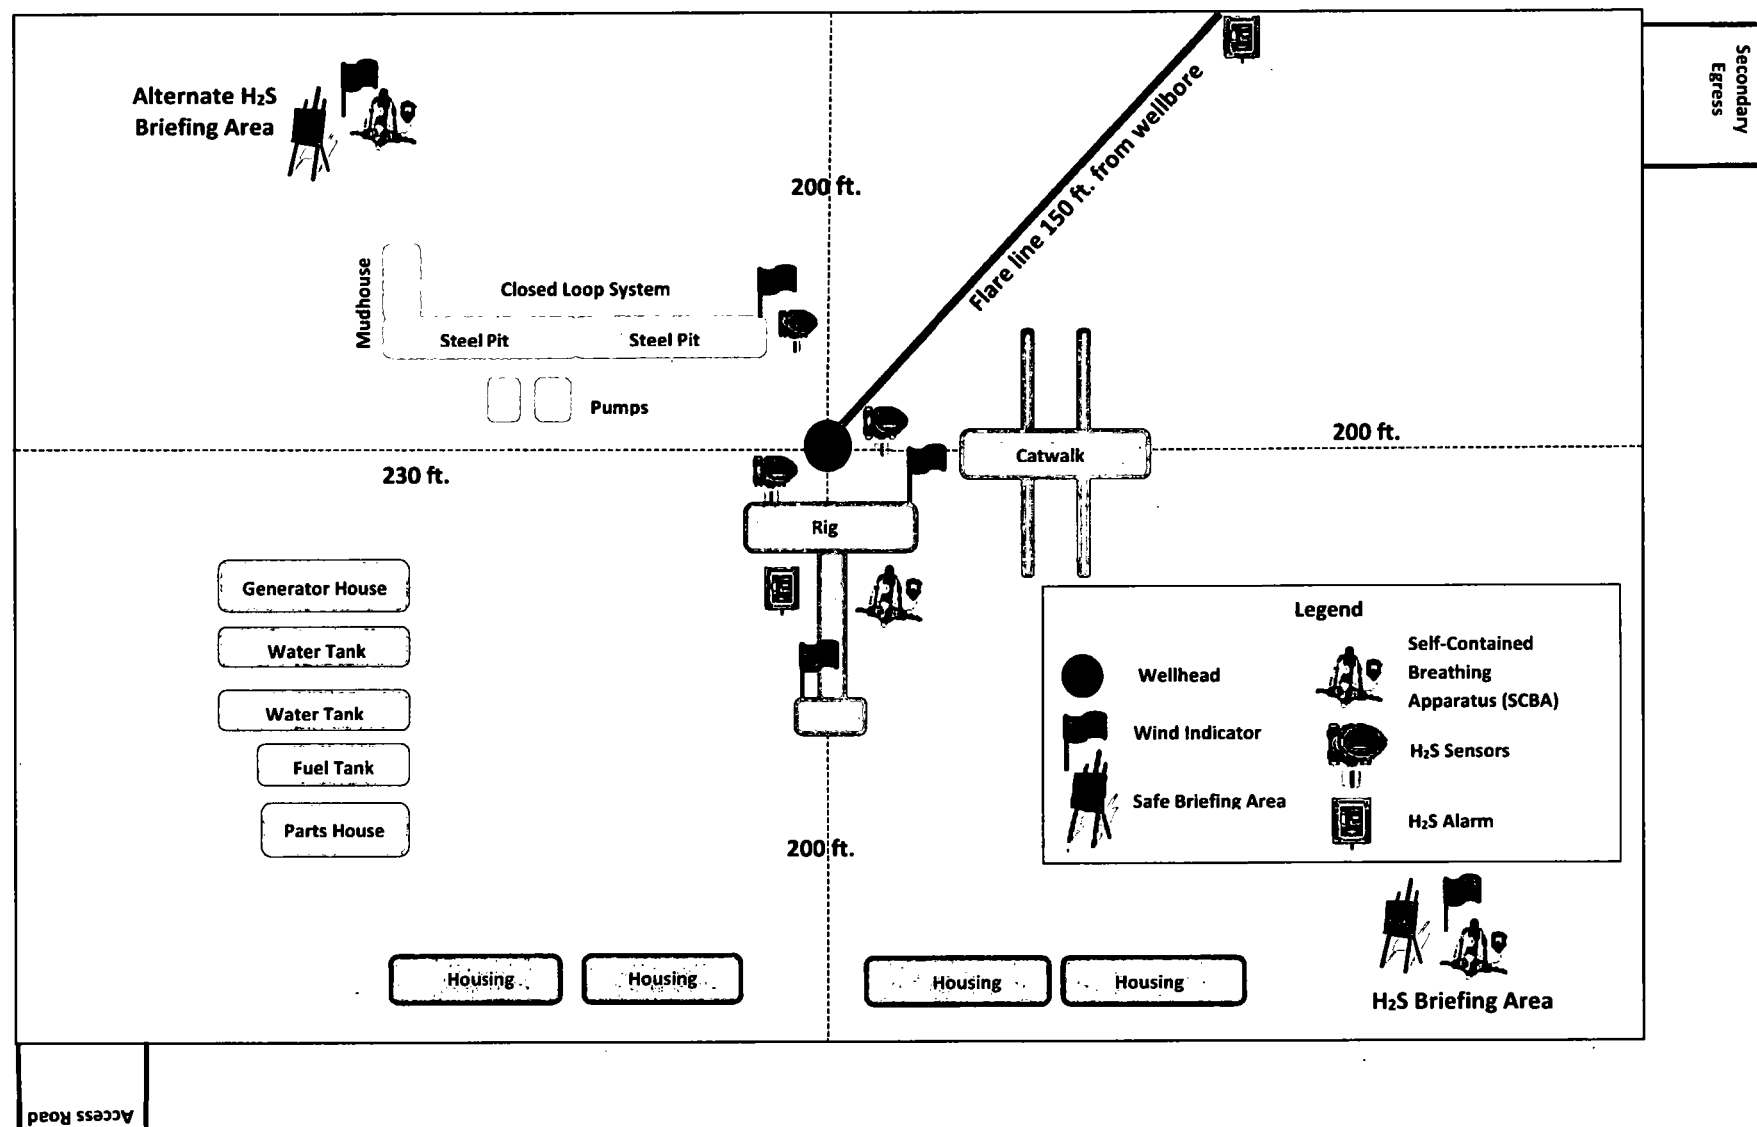 Secondary
Egress
Alternate H₂S
Briefing Area
200 ft.
Flare line 150 ft. from wellbore
Mudhouse
Closed Loop System
Steel Pit
Steel Pit
Pumps
200 ft.
Catwalk
230 ft.
Rig
Generator House
Water Tank
Water Tank
Fuel Tank
Parts House
Legend
Wellhead
Wind Indicator
Safe Briefing Area
Self-Contained
Breathing
Apparatus (SCBA)
H₂S Sensors
H₂S Alarm
200 ft.
Housing
Housing
Housing
Housing
H₂S Briefing Area
Access Road